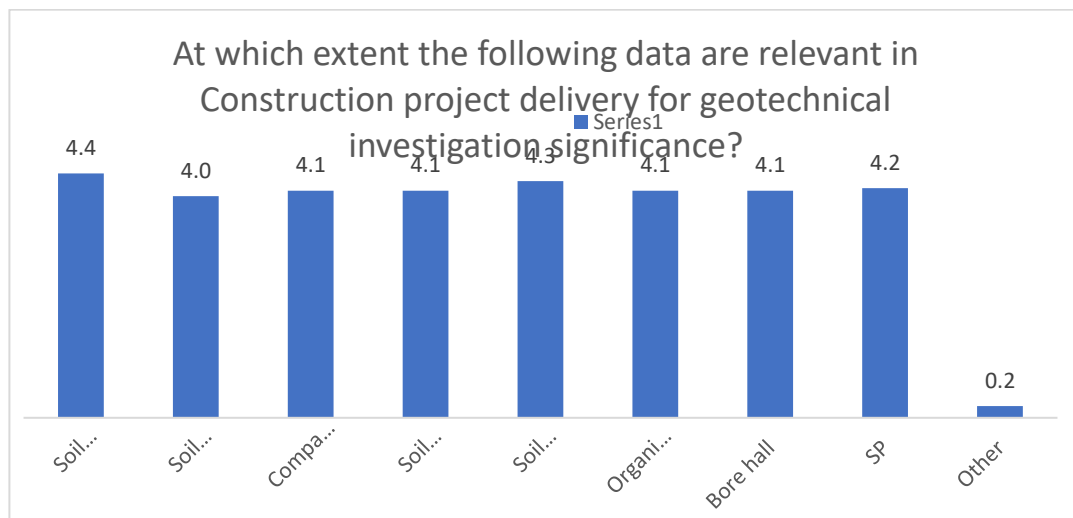 At which extent the following data are relevant in
Construction project delivery for geotechnical
investigation significance?
Series1
4.4
4.0
4.1
4.1
4.3
4.1
4.1
4.2
0.2
Soil...
Soil...
Compa...
Soil...
Soil...
Organi...
Bore hall
SP
Other